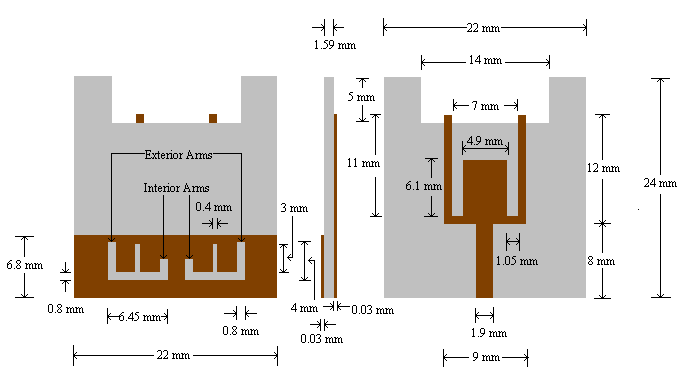 22 mm
1.59 mm
14 mm
5 mm
7 mm
4.9 mm
Exterior Arms
11 mm
12 mm
Interior Arms
6.1 mm
24 mm
0.4 mm
3 mm
6.8 mm
1.05 mm
8 mm
0.8 mm
6.45 mm
0.8 mm
4 mm
0.03 mm
0.03 mm
1.9 mm
22 mm
9 mm